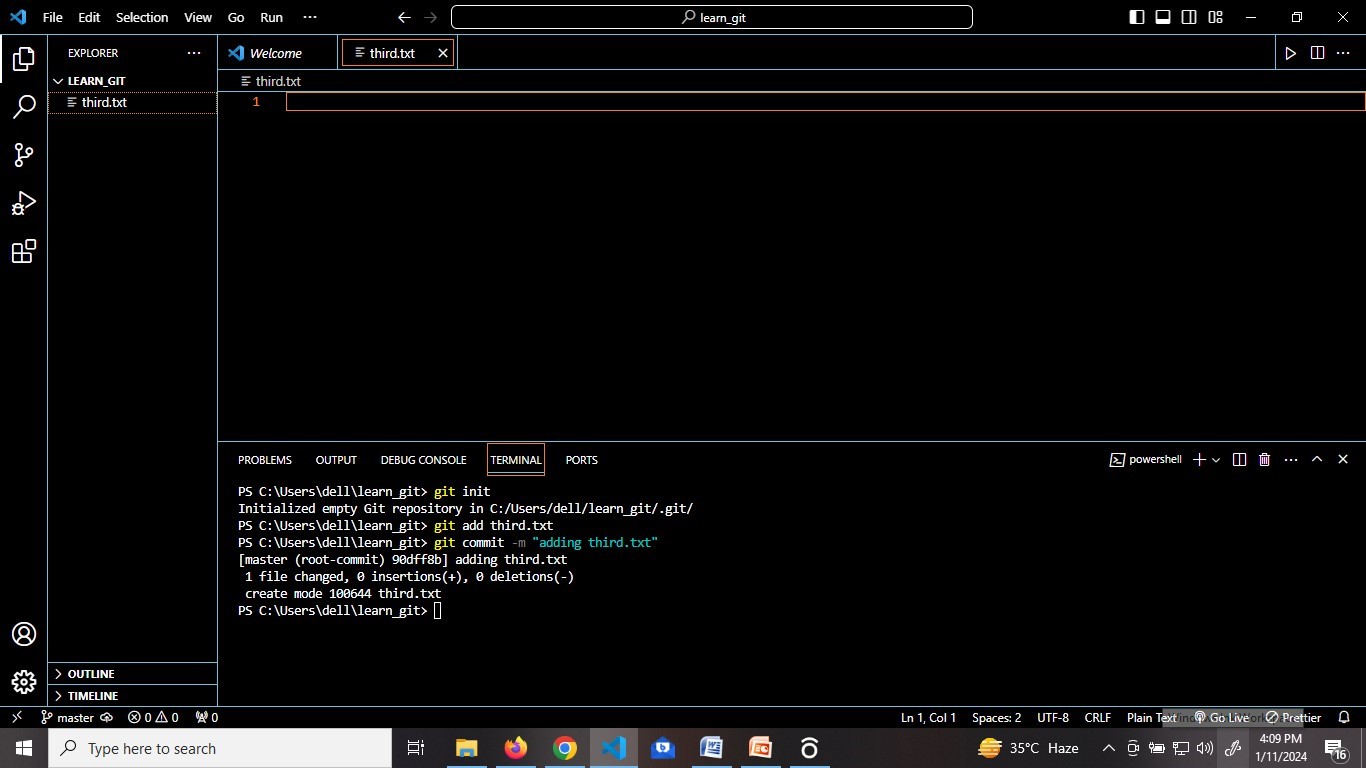 File Edit Selection View Go Run ···
learn_git
EXPLORER ···
LEARN_GIT
third.txt
Welcome
third.txt
third.txt
1
PROBLEMS OUTPUT DEBUG CONSOLE TERMINAL PORTS
powershell
PS C:\Users\dell\learn_git> git init
Initialized empty Git repository in C:/Users/dell/learn_git/.git/
PS C:\Users\dell\learn_git> git add third.txt
PS C:\Users\dell\learn_git> git commit -m "adding third.txt"
[master (root-commit) 90dff8b] adding third.txt
1 file changed, 0 insertions(+), 0 deletions(-)
create mode 100644 third.txt
PS C:\Users\dell\learn_git>
OUTLINE
TIMELINE
master 0 0 0 Ln 1, Col 1 Spaces: 2 UTF-8 CRLF Plain Text Go Live Prettier
Type here to search
35°C Haze
4:09 PM
1/11/2024
16